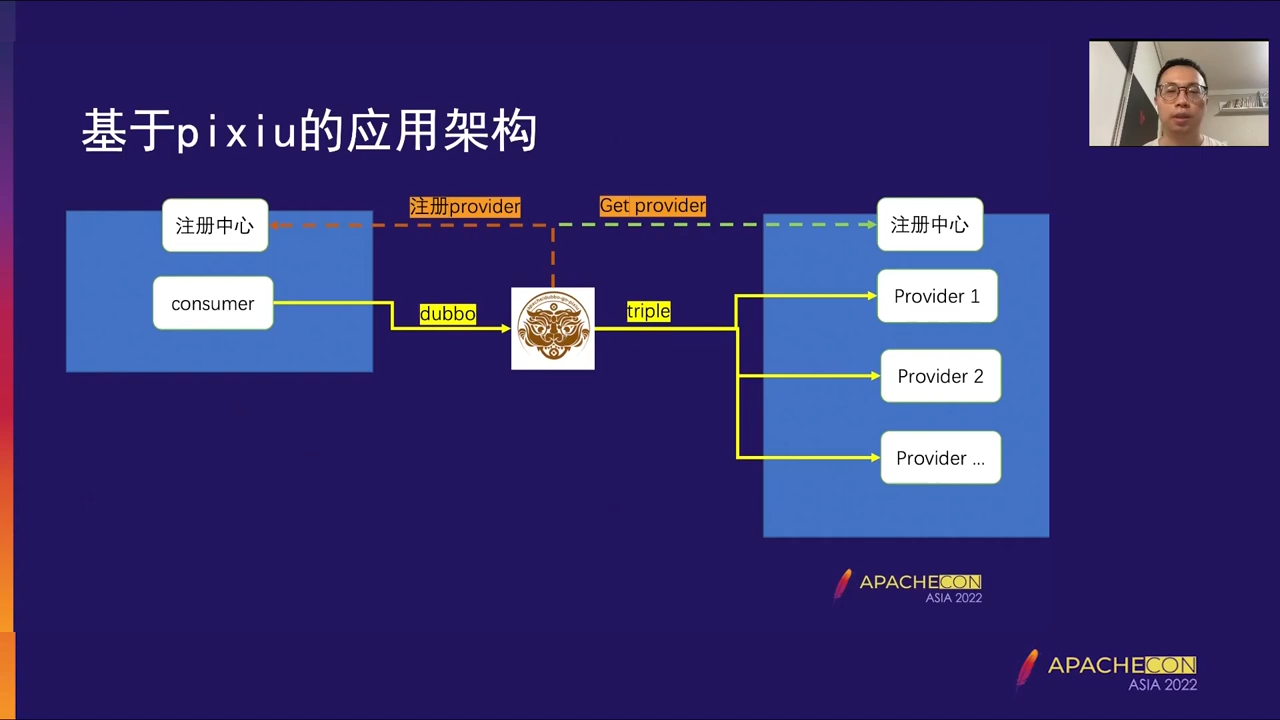 基于pixiu的应用架构
注册provider
Get provider
注册中心
注册中心
consumer
dubbo
triple
Provider 1
Provider 2
Provider ...
APACHECON
ASIA 2022
APACHECON
ASIA 2022